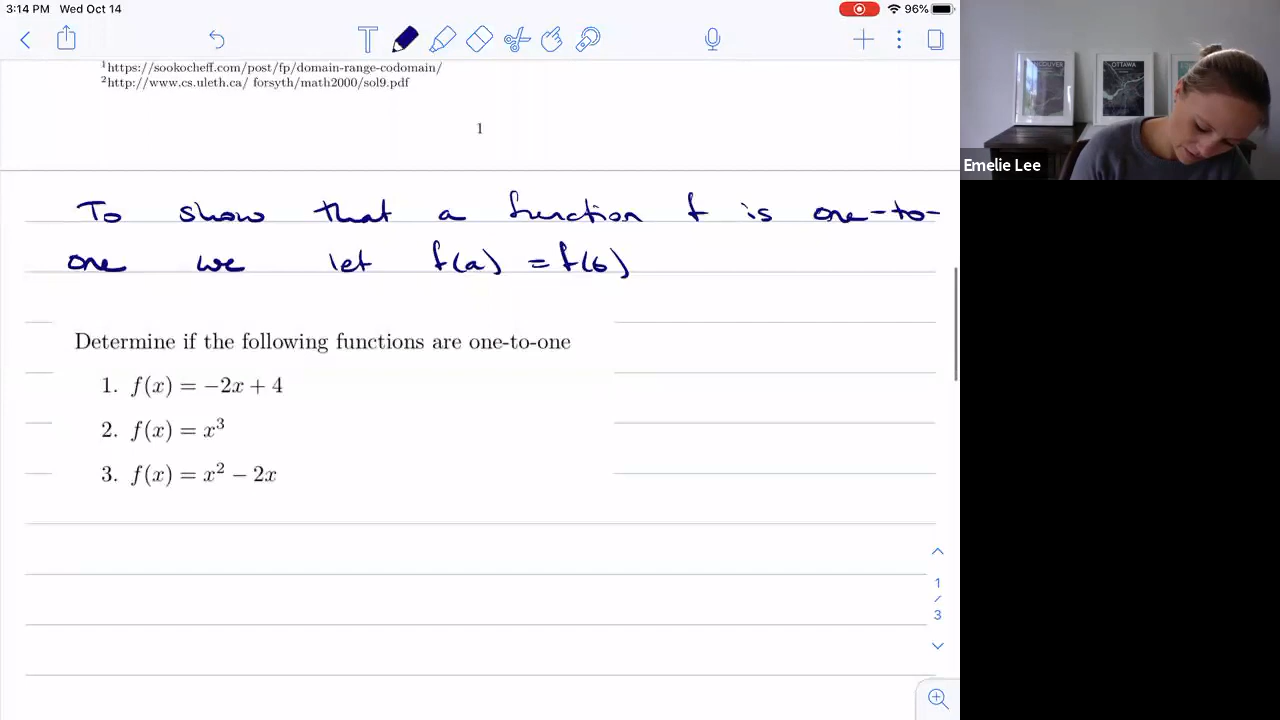 3:14 PM Wed Oct 14
96%
T
VANCOUVER
OTTAWA
1https://sookocheff.com/post/fp/domain-range-codomain/
2http://www.cs.uleth.ca/ forsyth/math2000/sol9.pdf
1
Emelie Lee
To show that a function f is one-to-
one we let f(a) = f(b)
Determine if the following functions are one-to-one
1. f(x) = −2x + 4
2. f(x) = x³
3. f(x) = x² − 2x
1
/
3